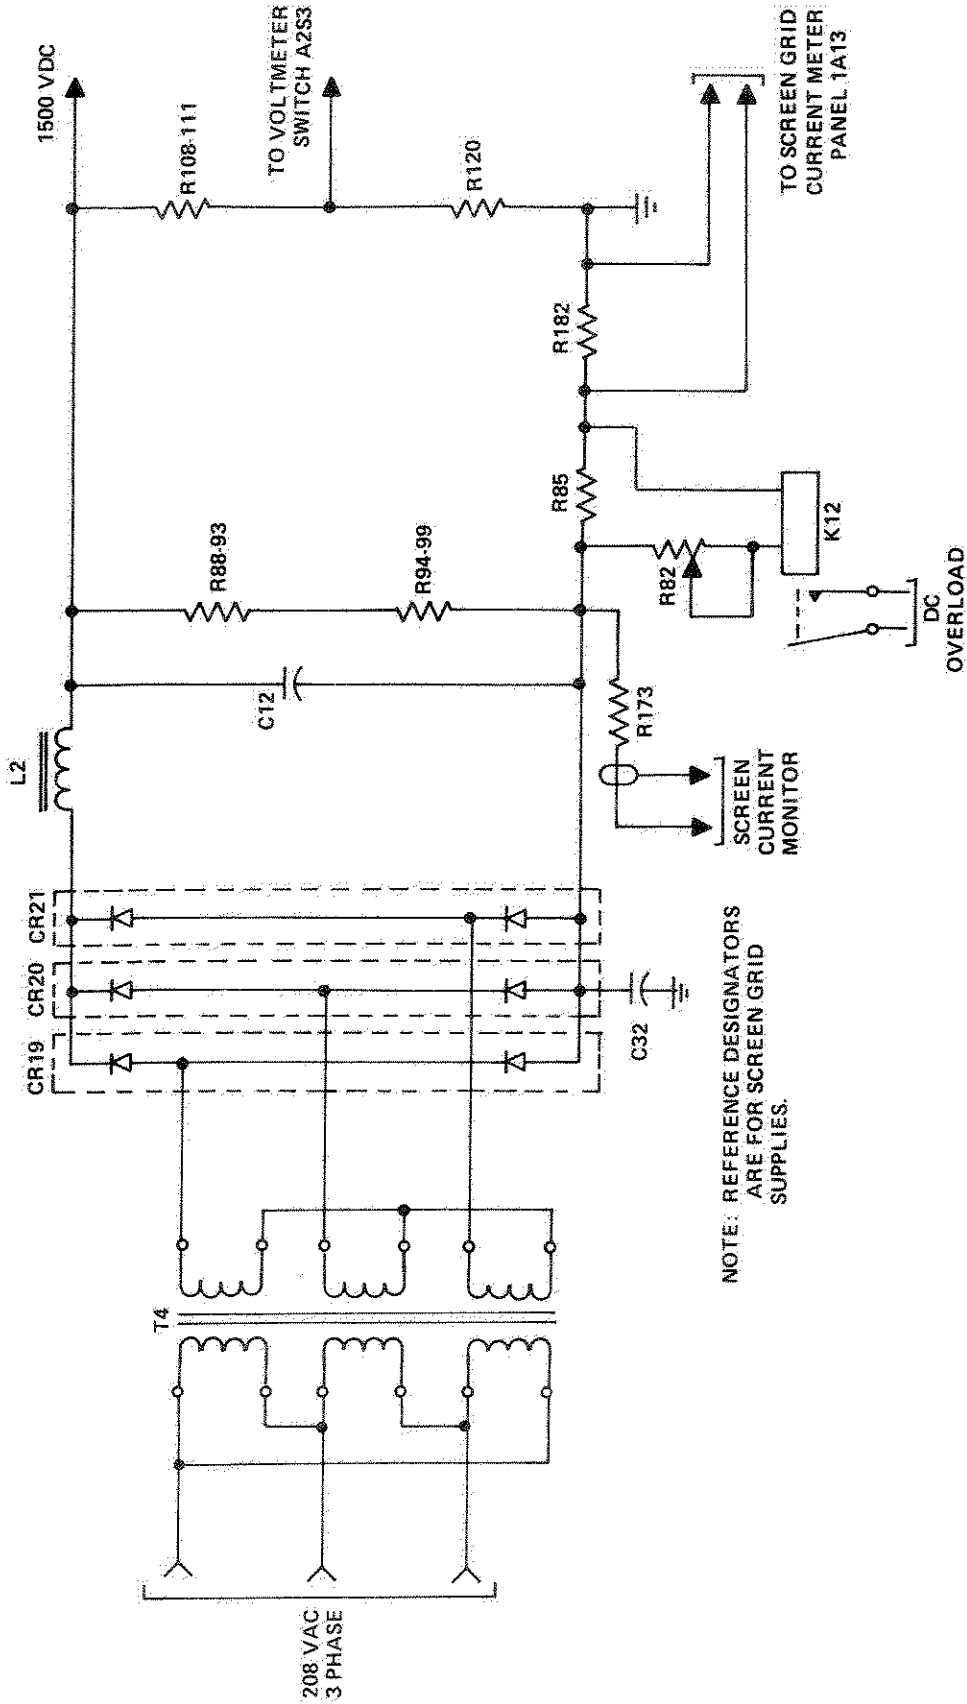 1500 VDC
R108-111
TO VOLTMETER
SWITCH A2S3
R120
TO SCREEN GRID
CURRENT METER
PANEL 1A13
R182
R85
K12
R82
R88-93
R94-99
DC
OVERLOAD
C12
L2
R173
SCREEN
CURRENT
MONITOR
CR21
CR20
CR19
C32
NOTE: REFERENCE DESIGNATORS
ARE FOR SCREEN GRID
SUPPLIES.
T4
208 VAC
3 PHASE